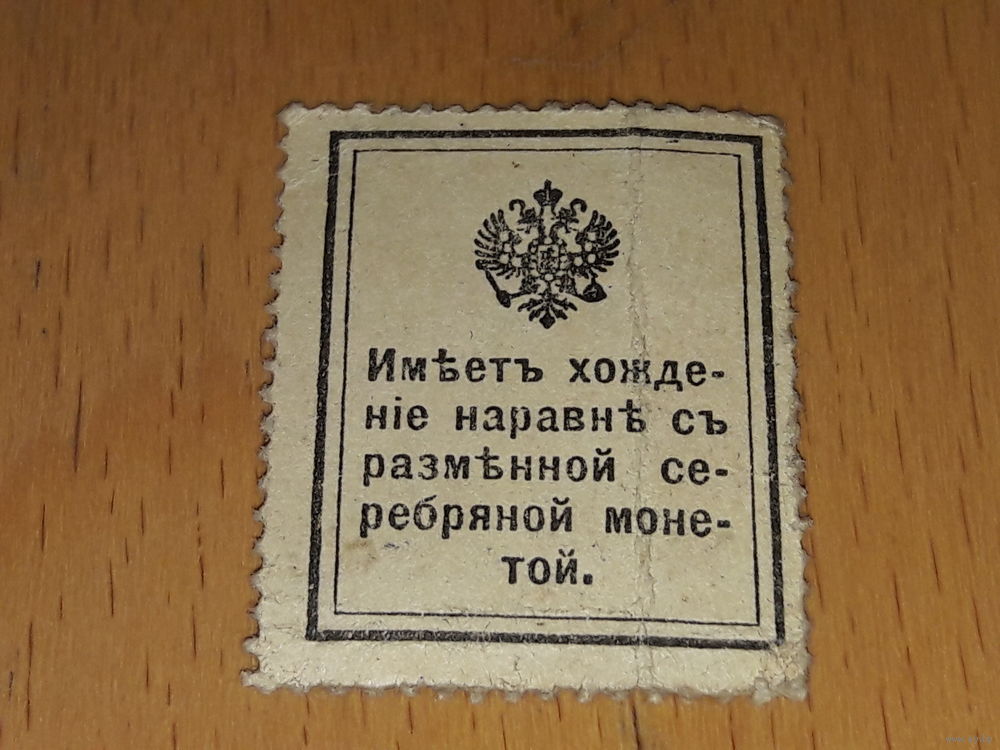 Имѣетъ хожде-
ніе наравнѣ съ
размѣнной се-
ребряной моне-
той.